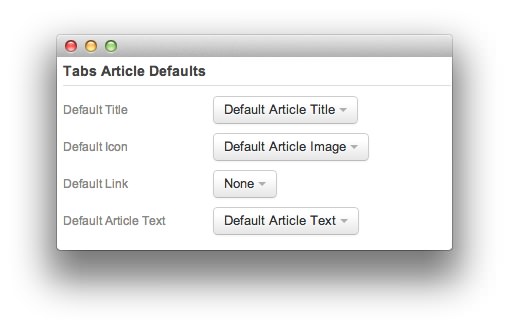 Tabs Article Defaults
Default Title Default Article Title
Default Icon Default Article Image
Default Link None
Default Article Text Default Article Text